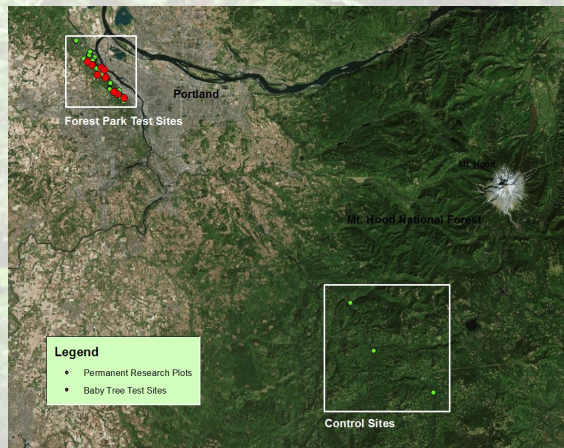 Portland
Forest Park Test Sites
Mt. Hood
Mt. Hood National Forest
Legend
Permanent Research Plots
Baby Tree Test Sites
Control Sites